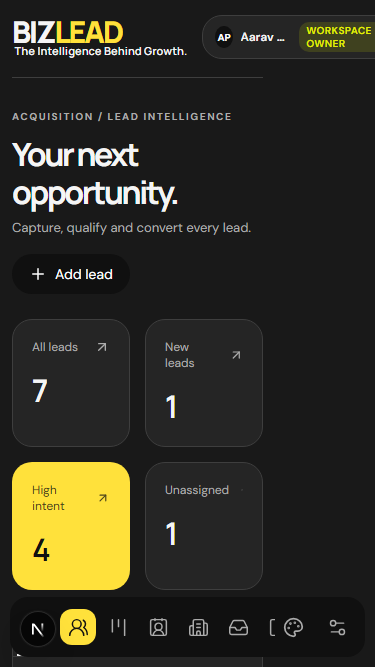 BIZLEAD
The Intelligence Behind Growth.
AP Aarav ... WORKSPACE OWNER
ACQUISITION / LEAD INTELLIGENCE
Your next
opportunity.
Capture, qualify and convert every lead.
+ Add lead
All leads
7
New
leads
1
High
intent
4
Unassigned
1
N